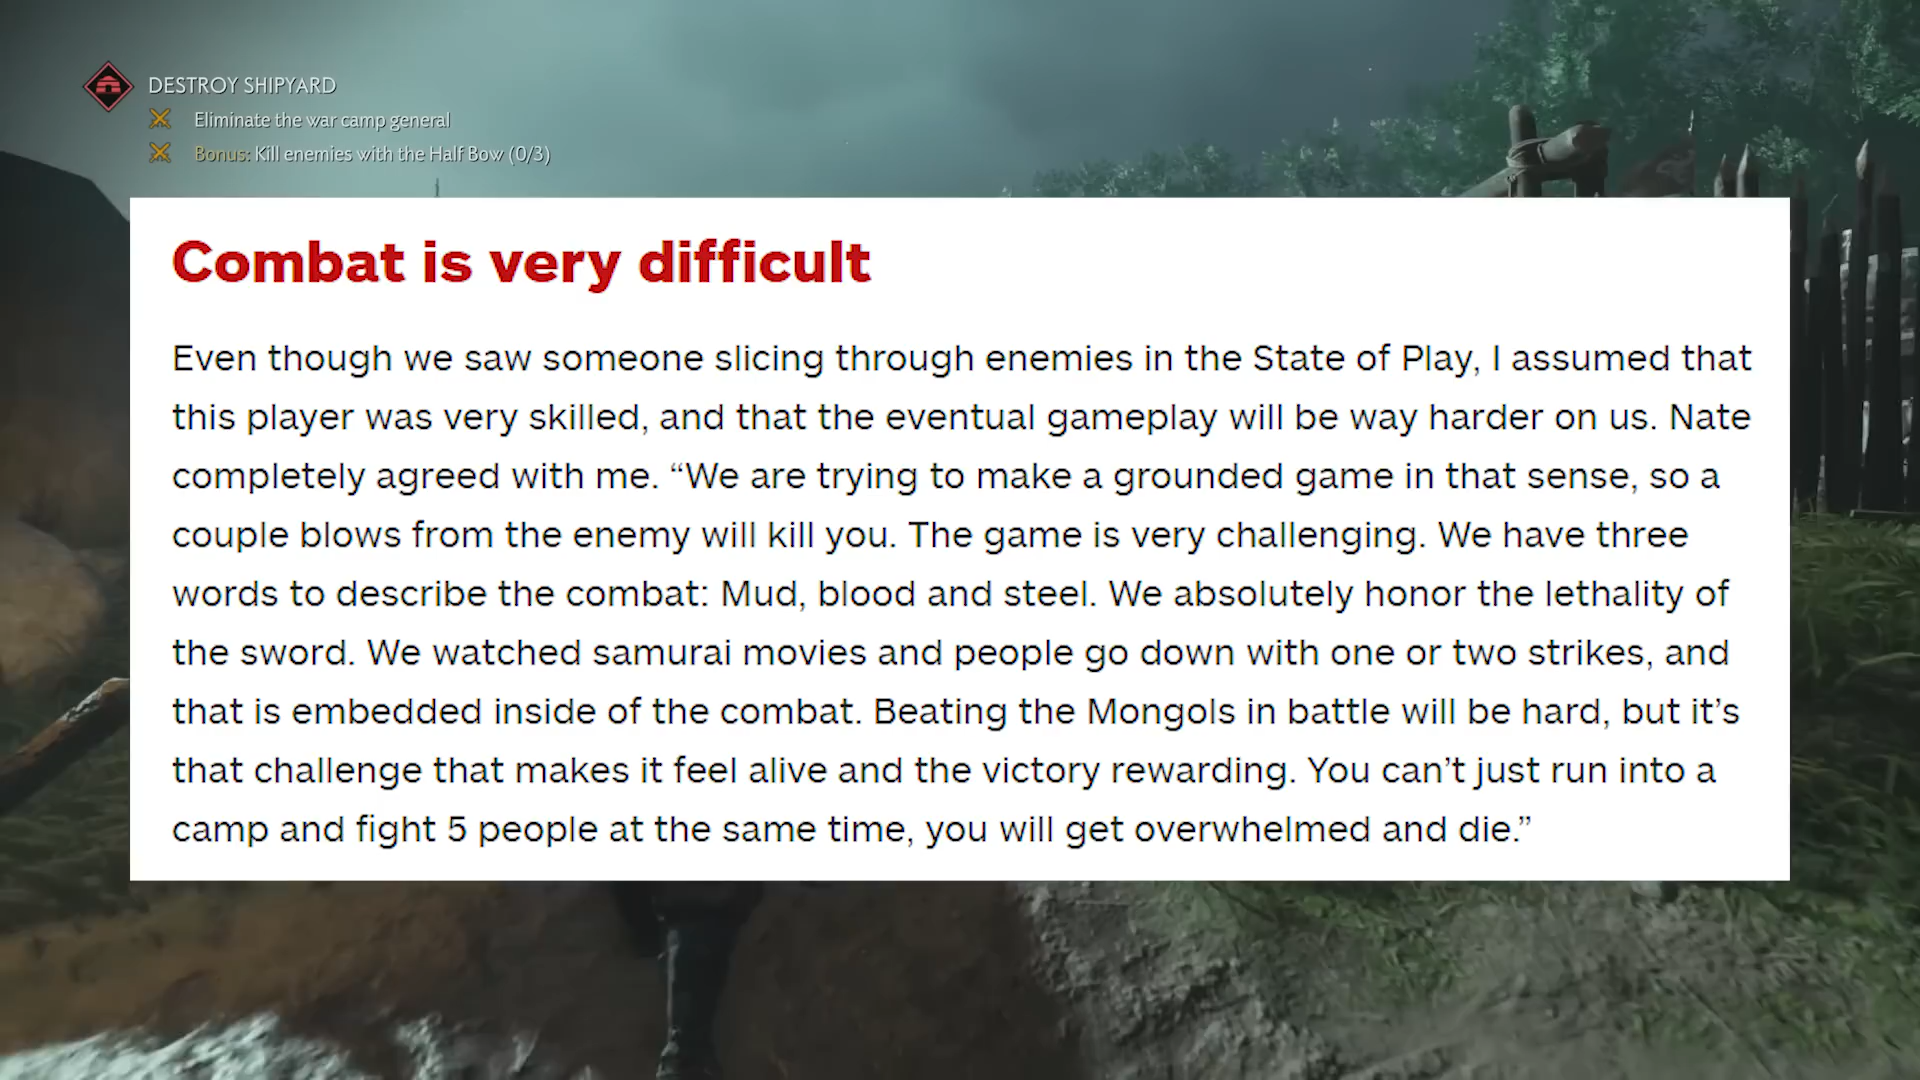 DESTROY SHIPYARD
Eliminate the war camp general
Bonus: Kill enemies with the Half Bow (0/3)
Combat is very difficult
Even though we saw someone slicing through enemies in the State of Play, I assumed that
this player was very skilled, and that the eventual gameplay will be way harder on us. Nate
completely agreed with me. “We are trying to make a grounded game in that sense, so a
couple blows from the enemy will kill you. The game is very challenging. We have three
words to describe the combat: Mud, blood and steel. We absolutely honor the lethality of
the sword. We watched samurai movies and people go down with one or two strikes, and
that is embedded inside of the combat. Beating the Mongols in battle will be hard, but it’s
that challenge that makes it feel alive and the victory rewarding. You can’t just run into a
camp and fight 5 people at the same time, you will get overwhelmed and die.”